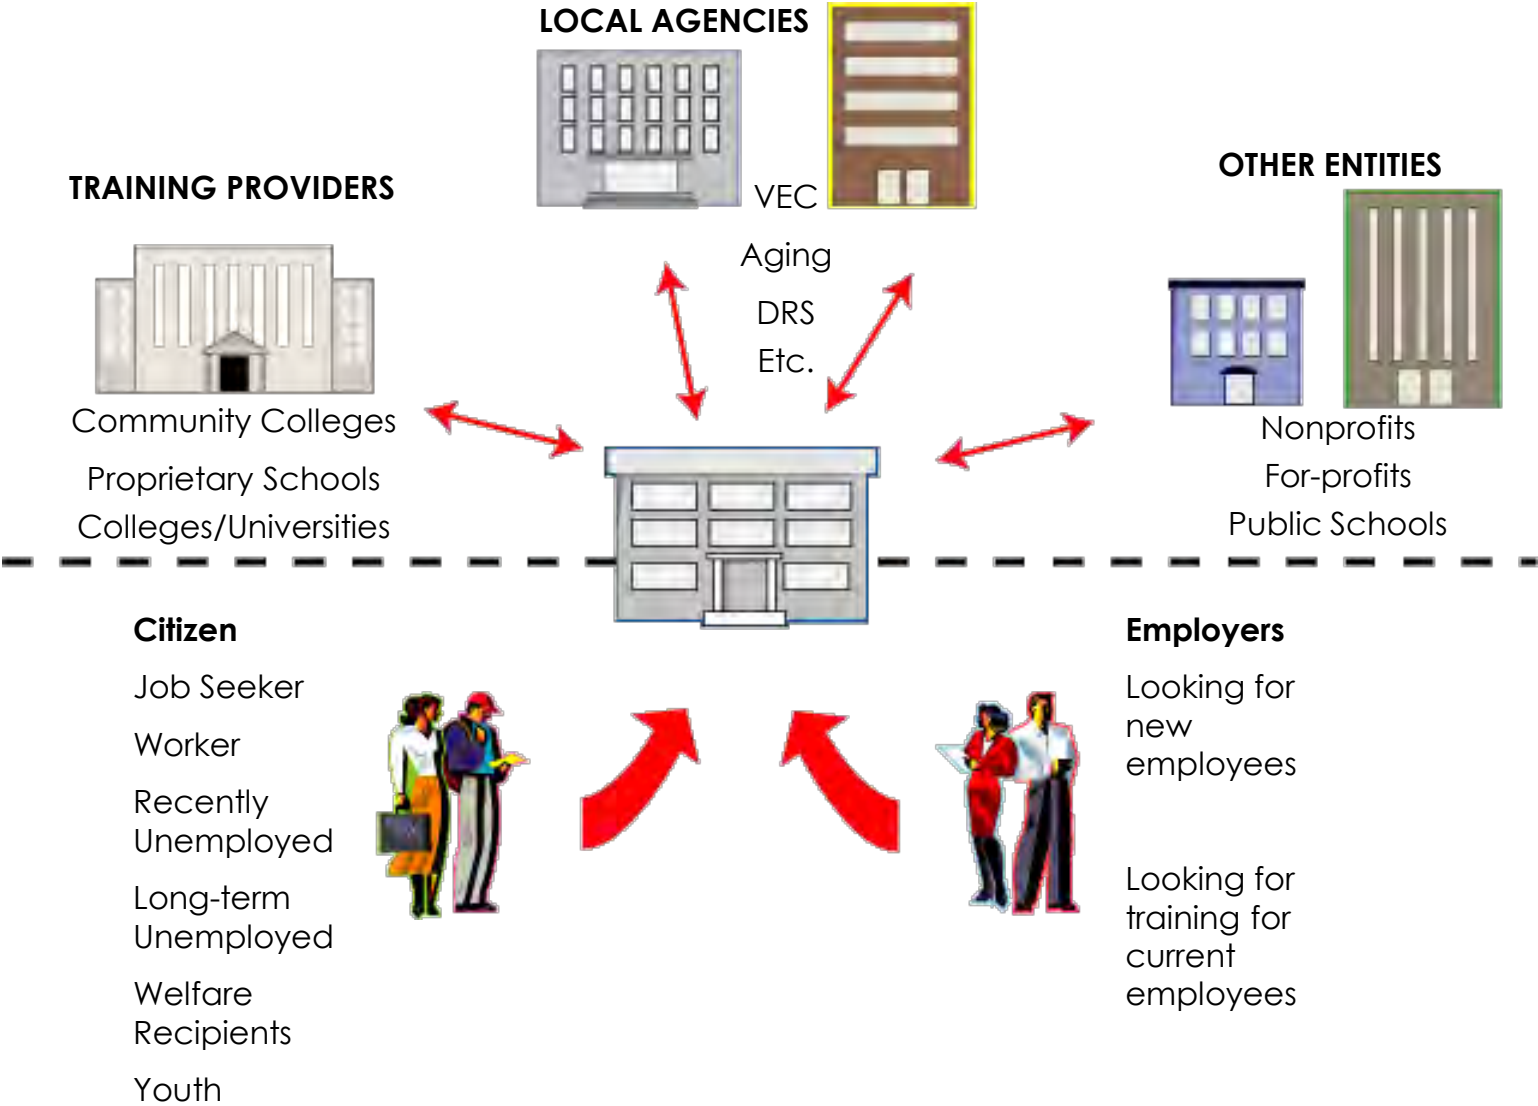 LOCAL AGENCIES
VEC
Aging
DRS
Etc.
TRAINING PROVIDERS
Community Colleges
Proprietary Schools
Colleges/Universities
OTHER ENTITIES
Nonprofits
For-profits
Public Schools
Citizen
Job Seeker
Worker
Recently
Unemployed
Long-term
Unemployed
Welfare
Recipients
Youth
Employers
Looking for
new
employees
Looking for
training for
current
employees